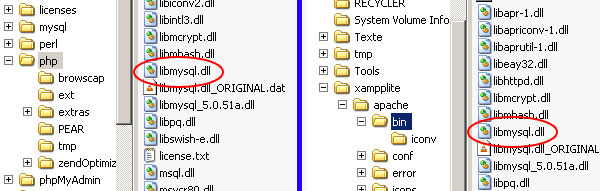 licenses
mysql
perl
php
browscap
ext
extras
PEAR
tmp
zendOptimiz
phpMyAdmin
libiconv2.dll
libintl3.dll
libmcrypt.dll
libmhash.dll
libmysql.dll
libmysql.dll_ORIGINAL.dat
libmysql_5.0.51a.dll
libpq.dll
libswish-e.dll
license.txt
msql.dll
msvcr80.dll
RECYCLER
System Volume Info
Texte
tmp
Tools
xampplite
apache
bin
iconv
conf
error
icons
libapr-1.dll
libapriconv-1.dll
libaprutil-1.dll
libeay32.dll
libhttpd.dll
libmcrypt.dll
libmhash.dll
libmysql.dll
libmysql.dll_ORIGINAL
libmysql_5.0.51a.dll
libpq.dll